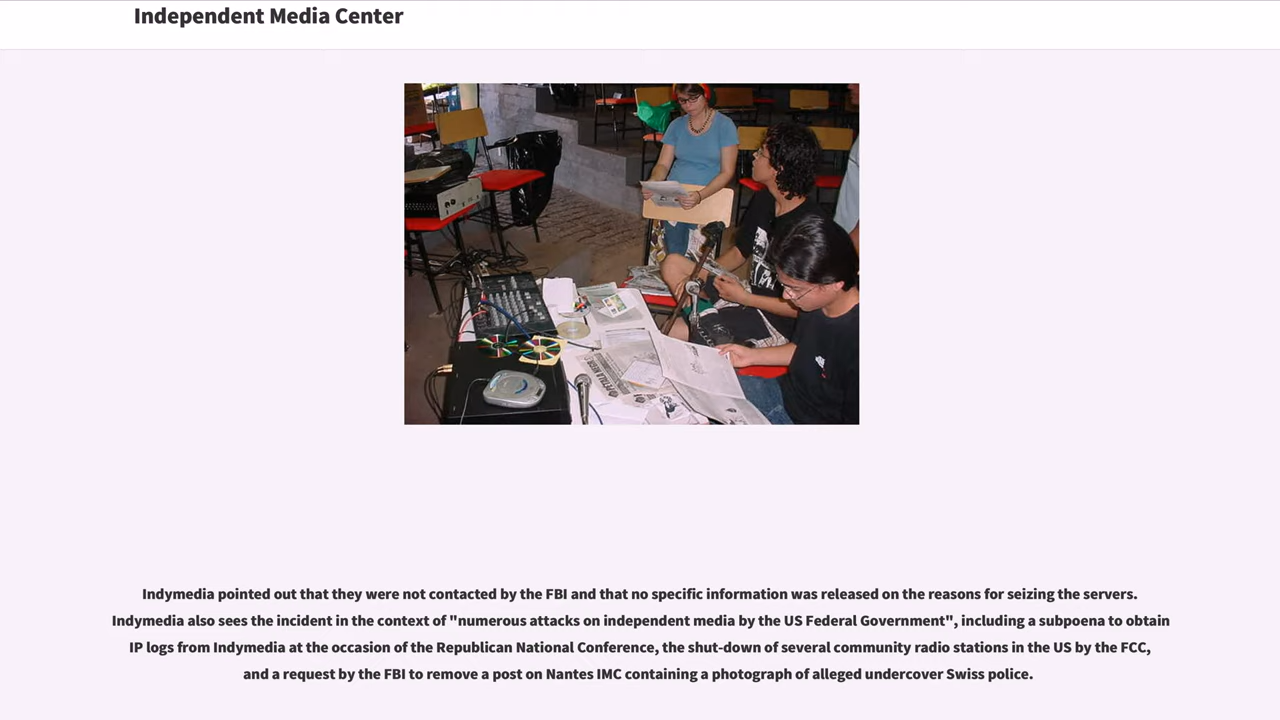 Independent Media Center
Indymedia pointed out that they were not contacted by the FBI and that no specific information was released on the reasons for seizing the servers.
Indymedia also sees the incident in the context of "numerous attacks on independent media by the US Federal Government", including a subpoena to obtain
IP logs from Indymedia at the occasion of the Republican National Conference, the shut-down of several community radio stations in the US by the FCC,
and a request by the FBI to remove a post on Nantes IMC containing a photograph of alleged undercover Swiss police.